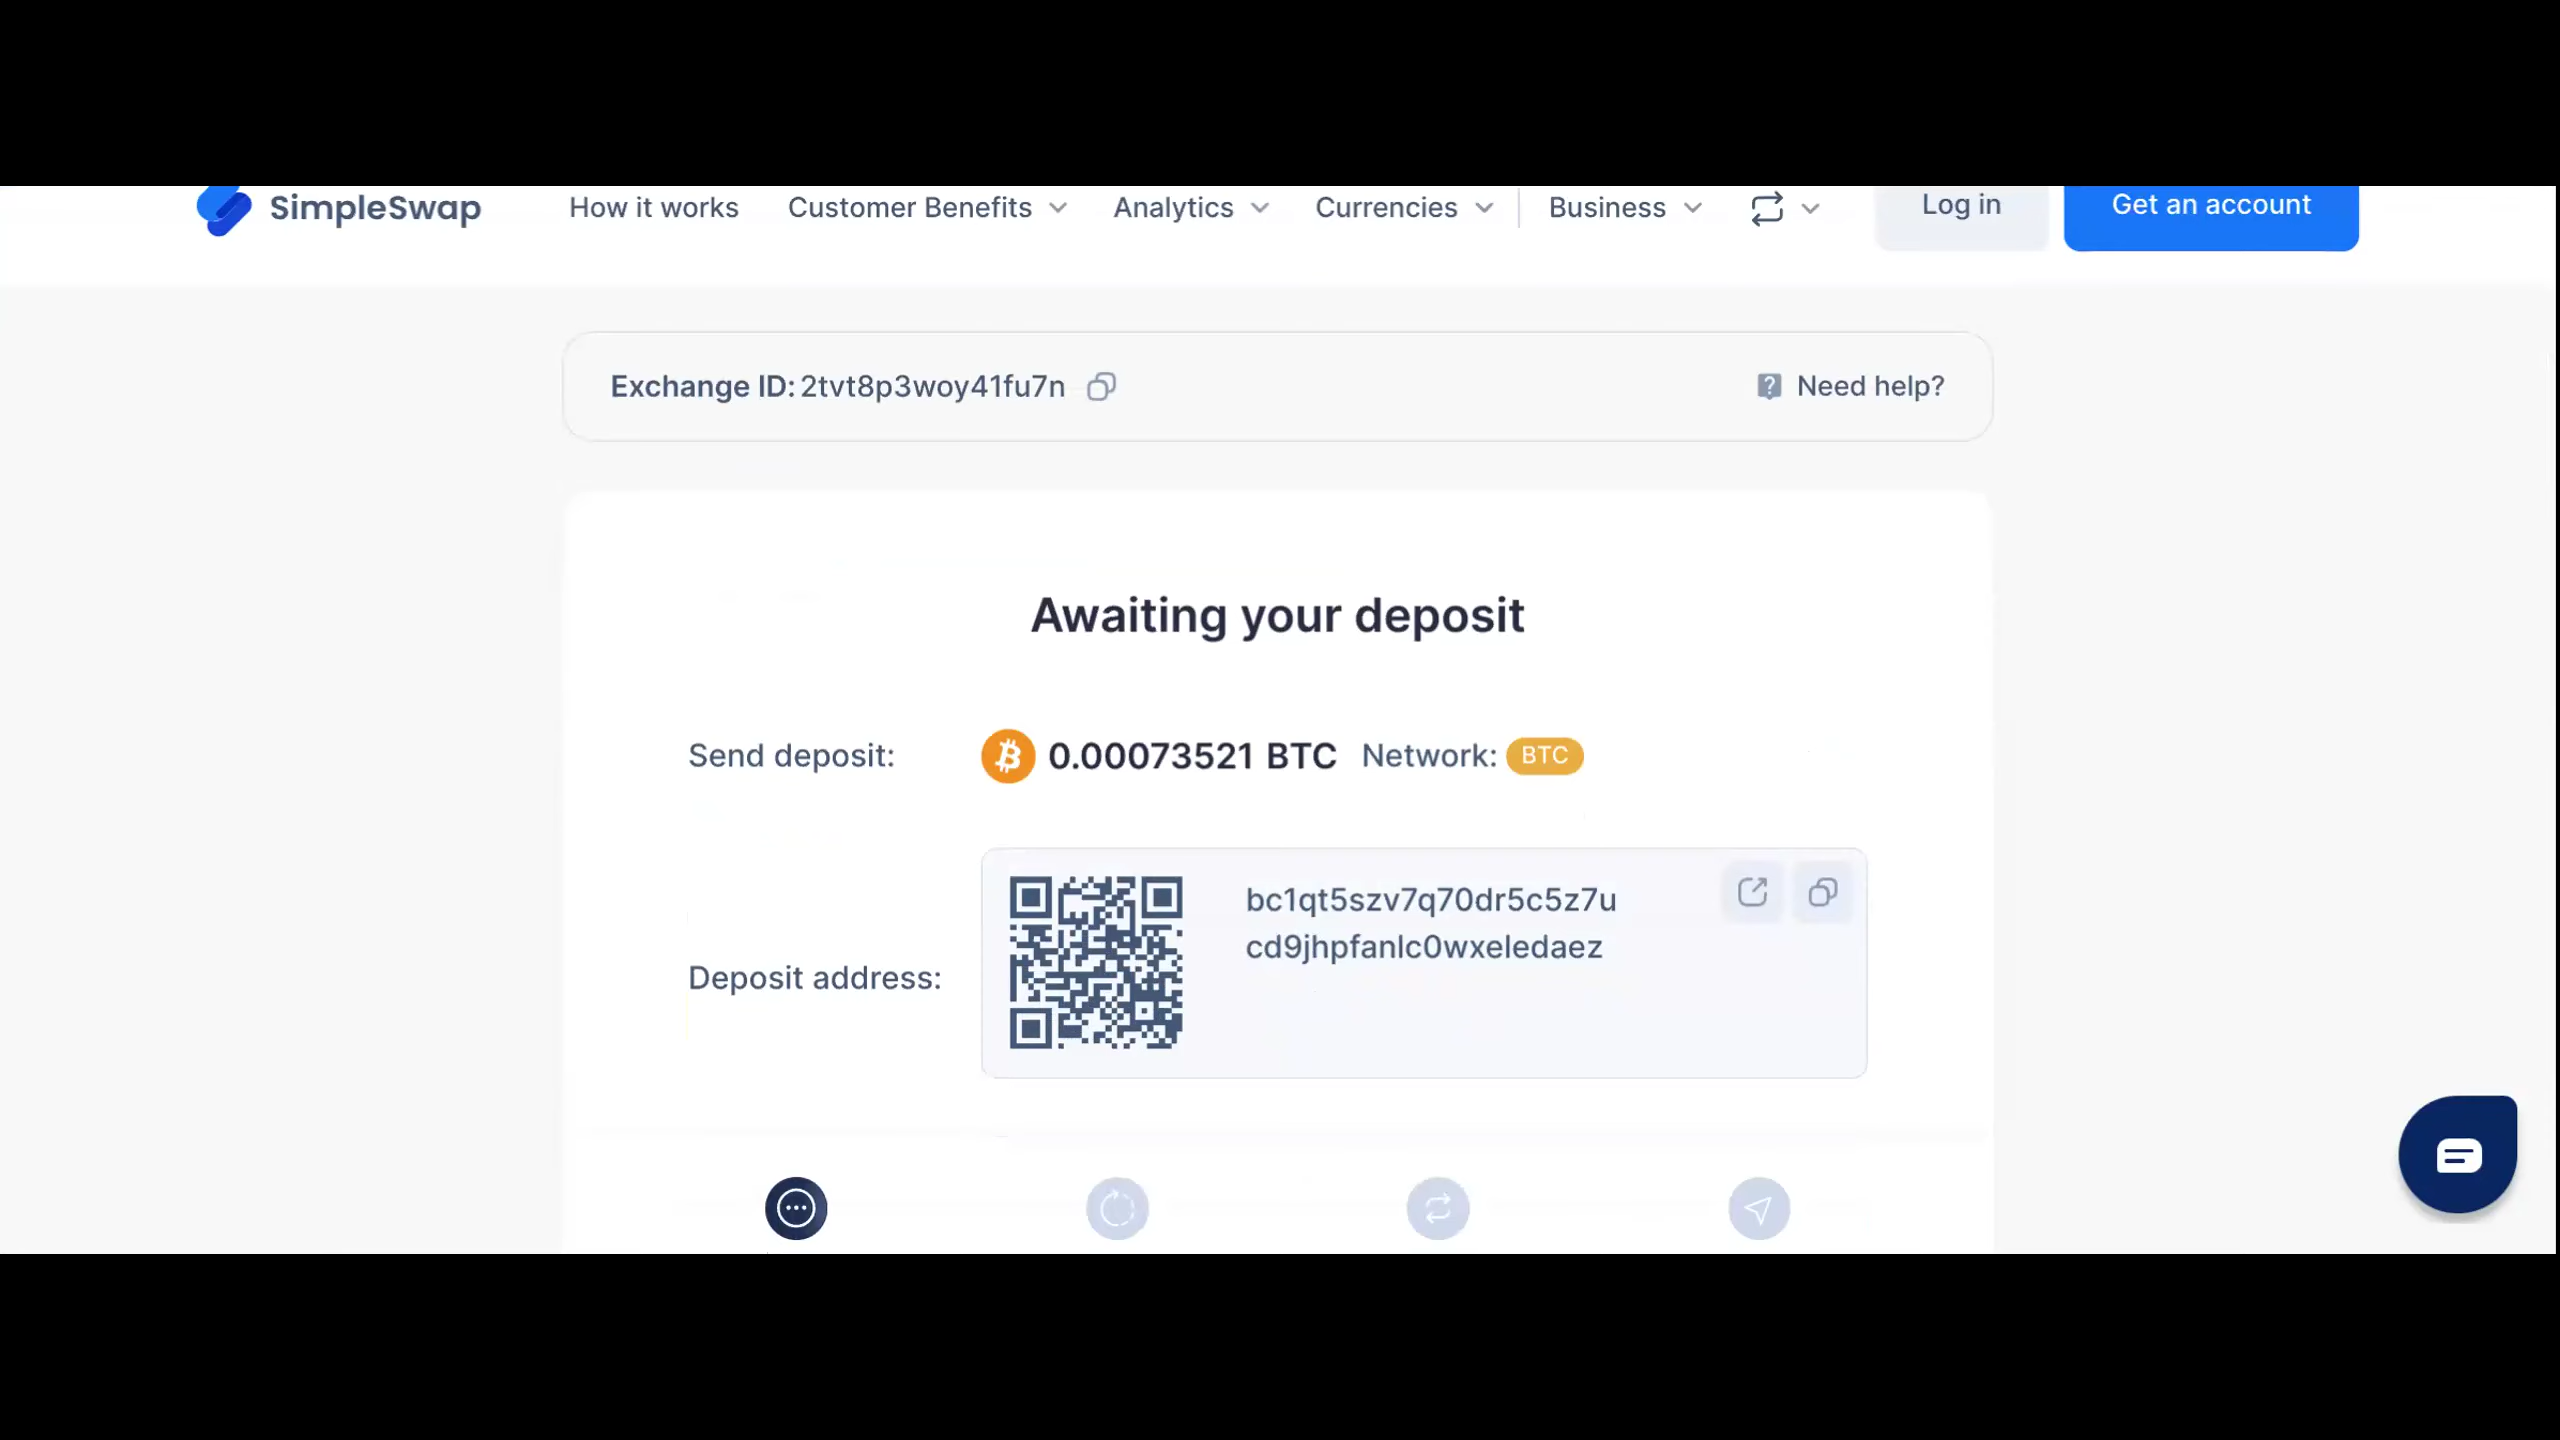 SimpleSwap How it works Customer Benefits Analytics Currencies Business Log in Get an account
Exchange ID: 2tvt8p3woy41fu7n Need help?
Awaiting your deposit
Send deposit: 0.00073521 BTC Network: BTC
bc1qt5szv7q70dr5c5z7u
cd9jhpfanlc0wxeledaez
Deposit address: